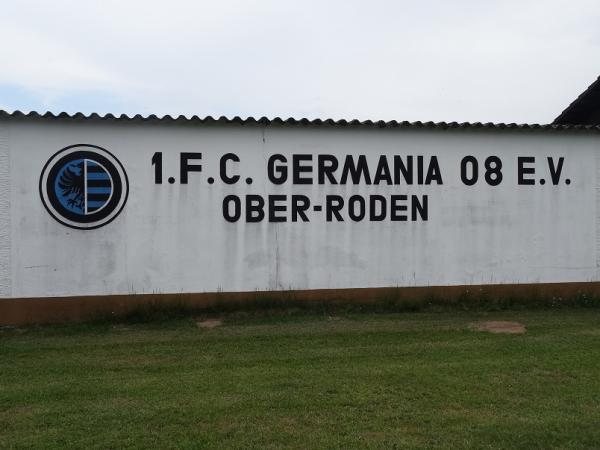 1.F.C. GERMANIA 08 E.V.
OBER-RODEN